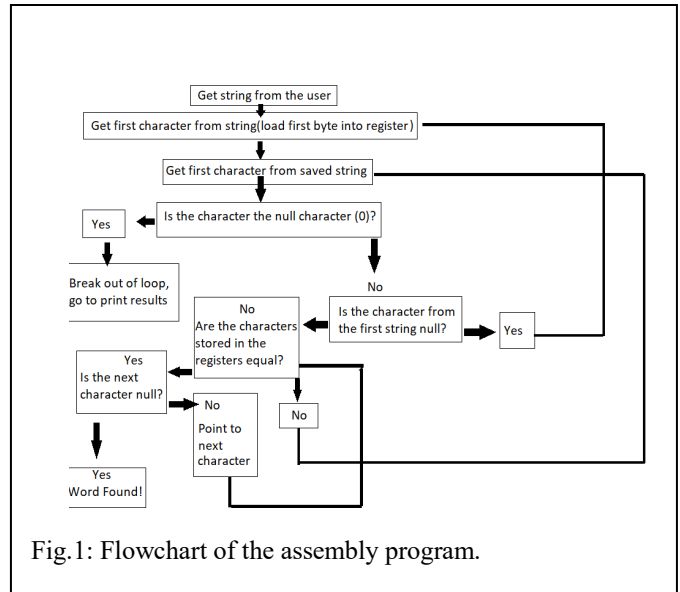 Get string from the user
Get first character from string(load first byte into register)
Get first character from saved string
Is the character the null character (0)?
Yes
Break out of loop,
go to print results
No
Is the character from
the first string null?
Yes
No
Are the characters
stored in the
registers equal?
Yes
Is the next
character null?
No
Point to
next
character
No
Yes
Word Found!
Fig.1: Flowchart of the assembly program.